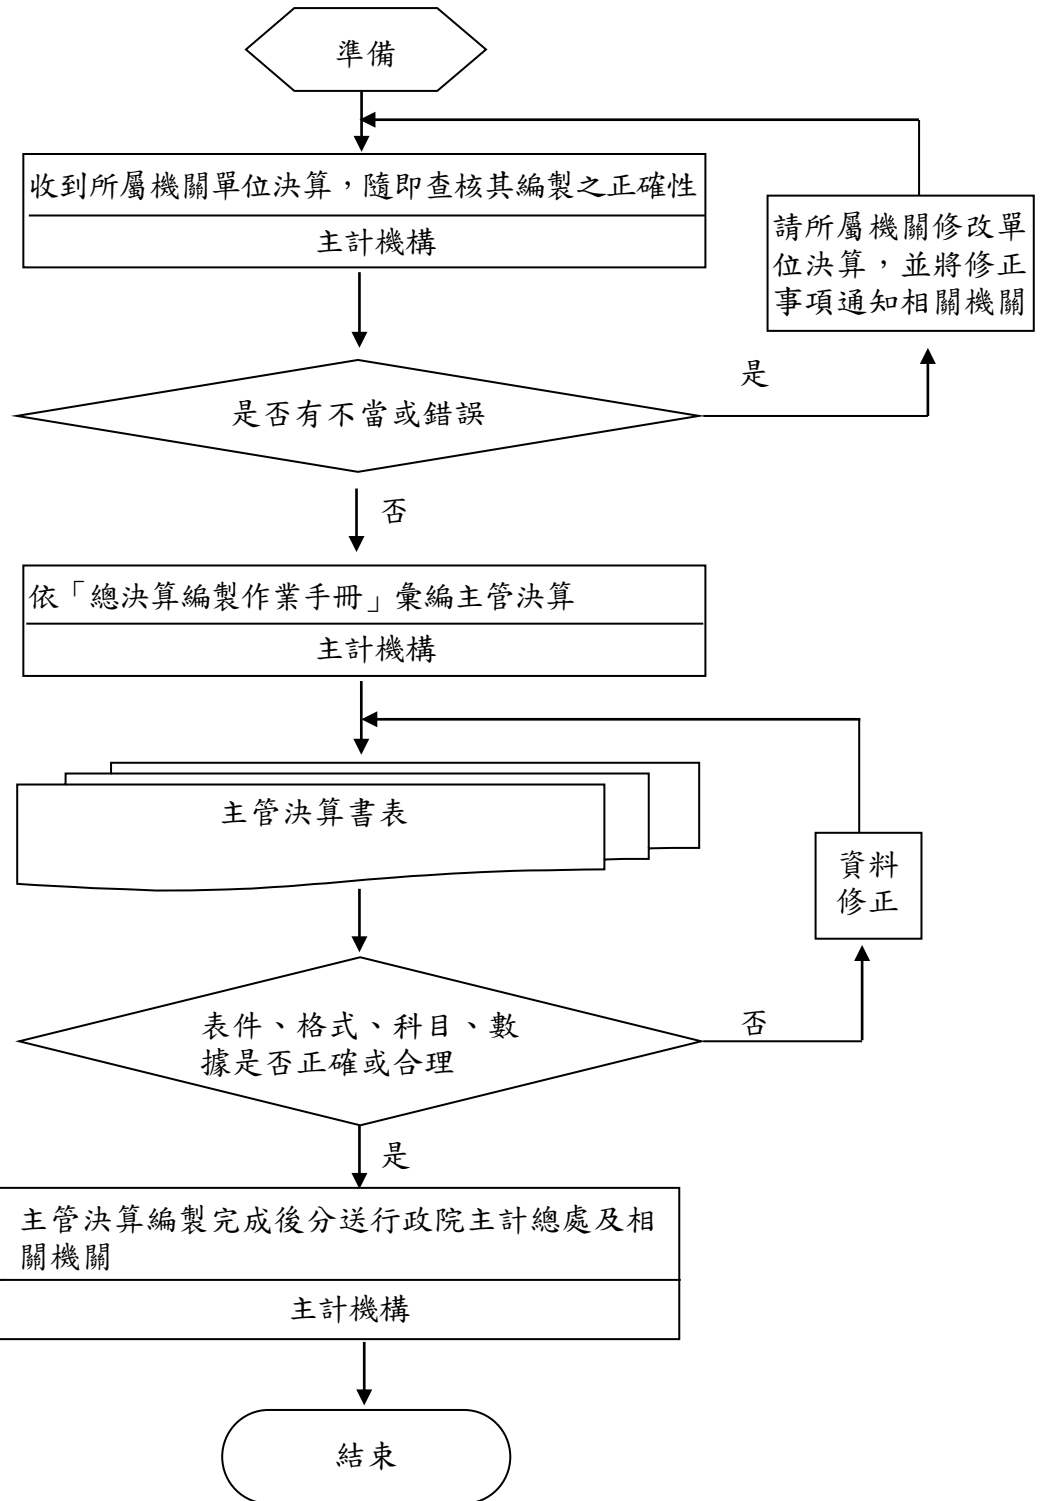 準備
收到所屬機關單位決算，隨即查核其編製之正確性
主計機構
請所屬機關修改單
位決算，並將修正
事項通知相關機關
是否有不當或錯誤
是
否
依「總決算編製作業手冊」彙編主管決算
主計機構
主管決算書表
資料
修正
表件、格式、科目、數
據是否正確或合理
否
是
主管決算編製完成後分送行政院主計總處及相
關機關
主計機構
結束